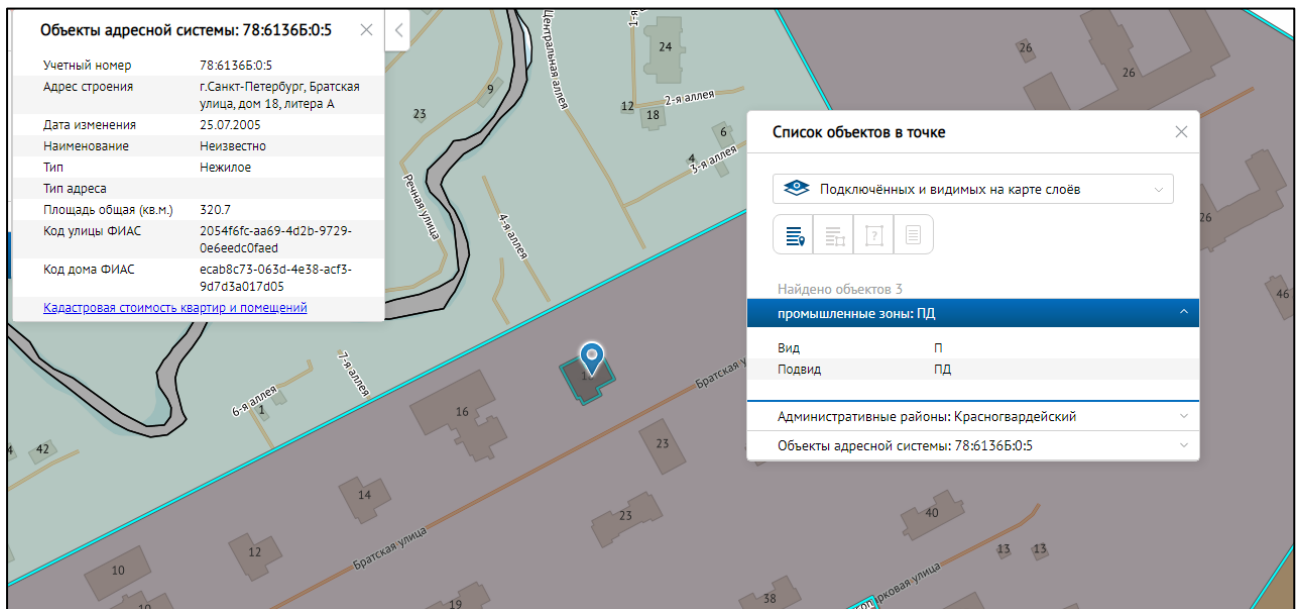 Объекты адресной системы: 78:6136Б:0:5
Учетный номер 78:6136Б:0:5
Адрес строения г.Санкт-Петербург, Братская
улица, дом 18, литера А
Дата изменения 25.07.2005
Наименование Неизвестно
Тип Нежилое
Тип адреса
Площадь общая (кв.м.) 320.7
Код улицы ФИАС 2054f6fc-aa69-4d2b-9729-
0e6eedc0faed
Код дома ФИАС ecab8c73-063d-4e38-acf3-
9d7d3a017d05
Кадастровая стоимость квартир и помещений
Список объектов в точке
Подключённых и видимых на карте слоёв
Найдено объектов 3
промышленные зоны: ПД
Вид П
Подвид ПД
Административные районы: Красногвардейский
Объекты адресной системы: 78:6136Б:0:5
Центральная аллея
1-я
24
9
23
12
2-я аллея
18
6
4
3-я аллея
26
26
26
46
Речная улица
4-я аллея
7-я аллея
6-я аллея
1
16
Братская у
42
23
14
23
40
12
Братская улица
10
13
13
19
38